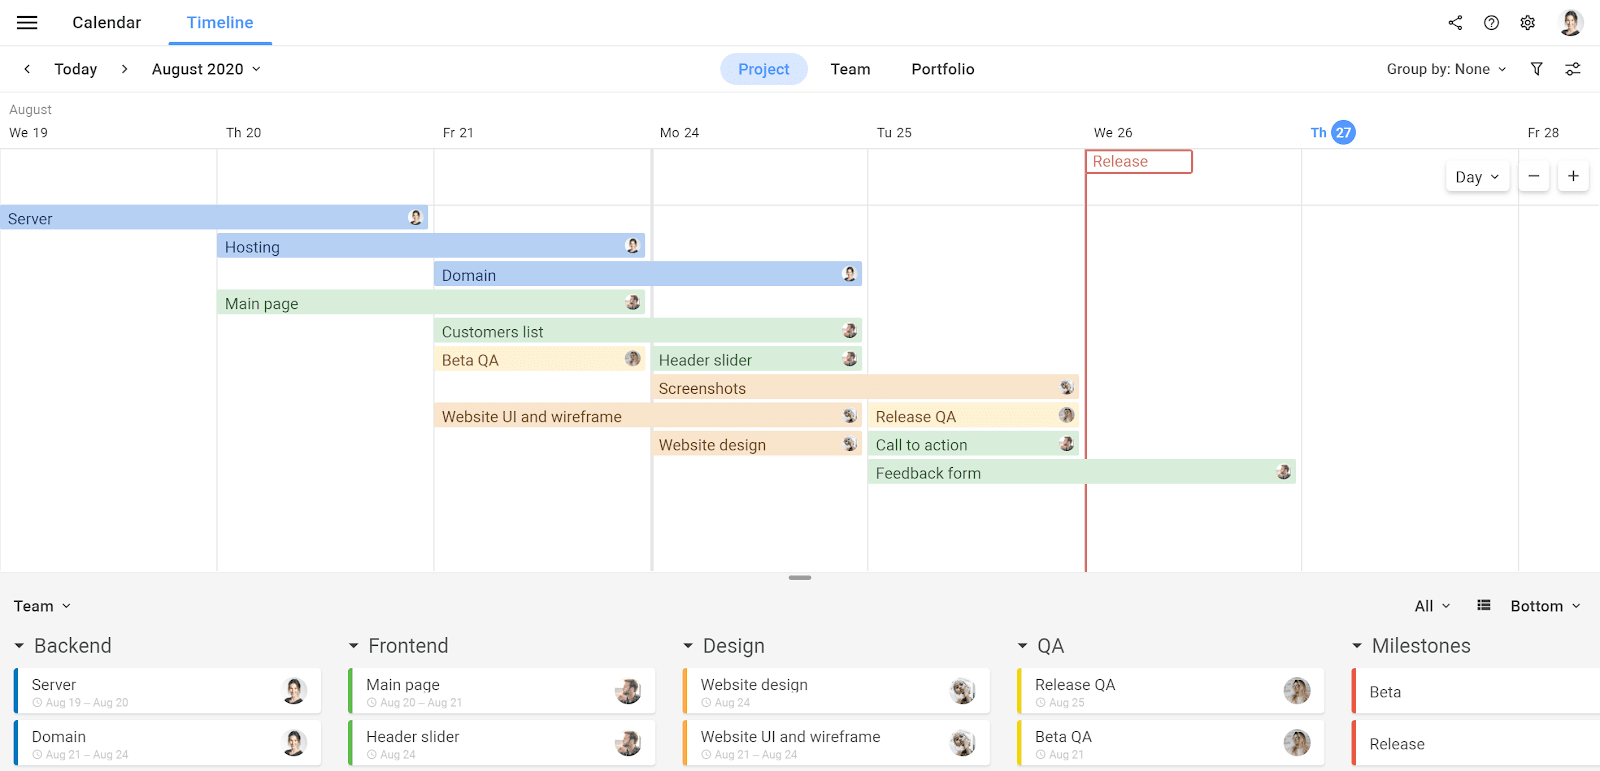 Calendar Timeline
Today August 2020 Project Team Portfolio Group by: None
August
We 19 Th 20 Fr 21 Mo 24 Tu 25 We 26 Th 27 Fr 28
Release
Day
Server
Hosting
Domain
Main page
Customers list
Beta QA Header slider
Screenshots
Website UI and wireframe Release QA
Website design Call to action
Feedback form
Team All Bottom
Backend Frontend Design QA Milestones
Server Main page Website design Release QA Beta
Aug 19 – Aug 20 Aug 20 – Aug 21 Aug 24 Aug 25
Domain Header slider Website UI and wireframe Beta QA Release
Aug 21 – Aug 24 Aug 24 Aug 21 – Aug 24 Aug 21